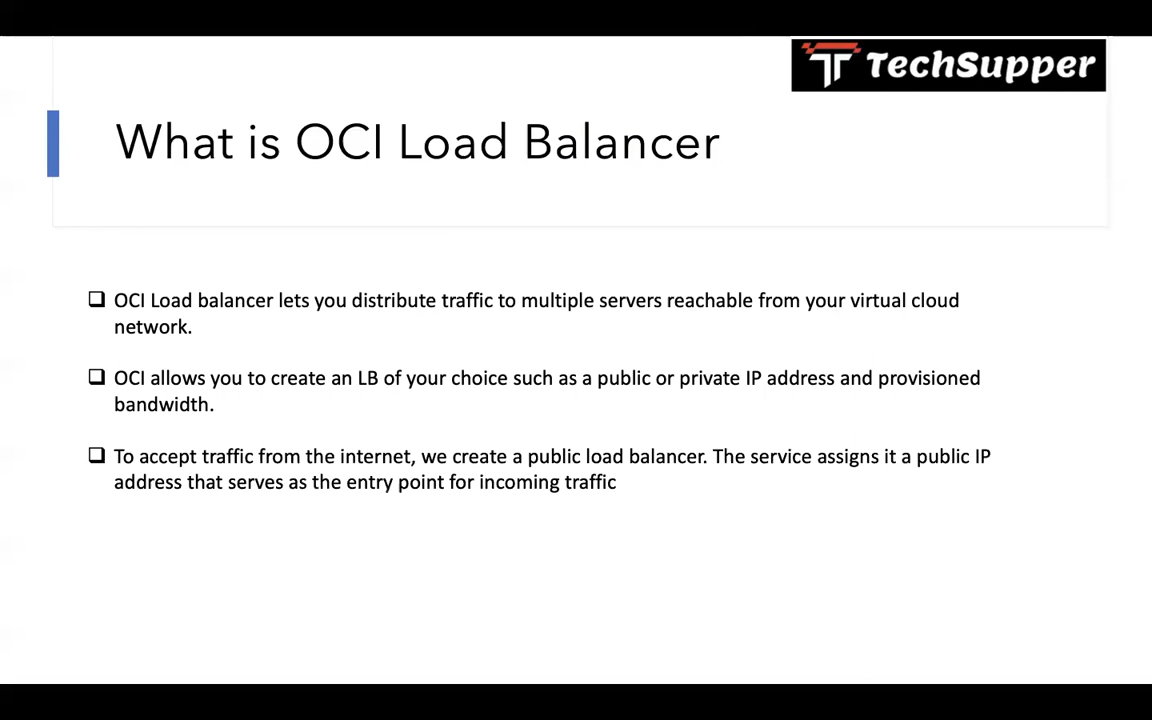 TechSupper
What is OCI Load Balancer
OCI Load balancer lets you distribute traffic to multiple servers reachable from your virtual cloud
network.
OCI allows you to create an LB of your choice such as a public or private IP address and provisioned
bandwidth.
To accept traffic from the internet, we create a public load balancer. The service assigns it a public IP
address that serves as the entry point for incoming traffic